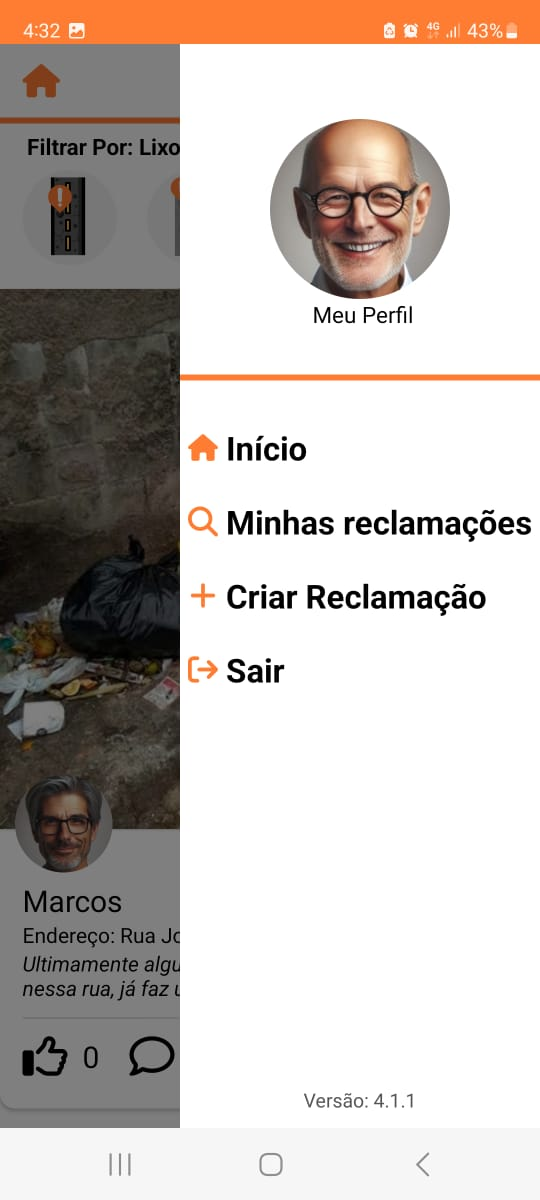 4:32
4G
43%
Filtrar Por: Lixo
Meu Perfil
Início
Minhas reclamações
Criar Reclamação
Sair
Marcos
Endereço: Rua Jo
Ultimamente algu
nessa rua, já faz u
0
Versão: 4.1.1